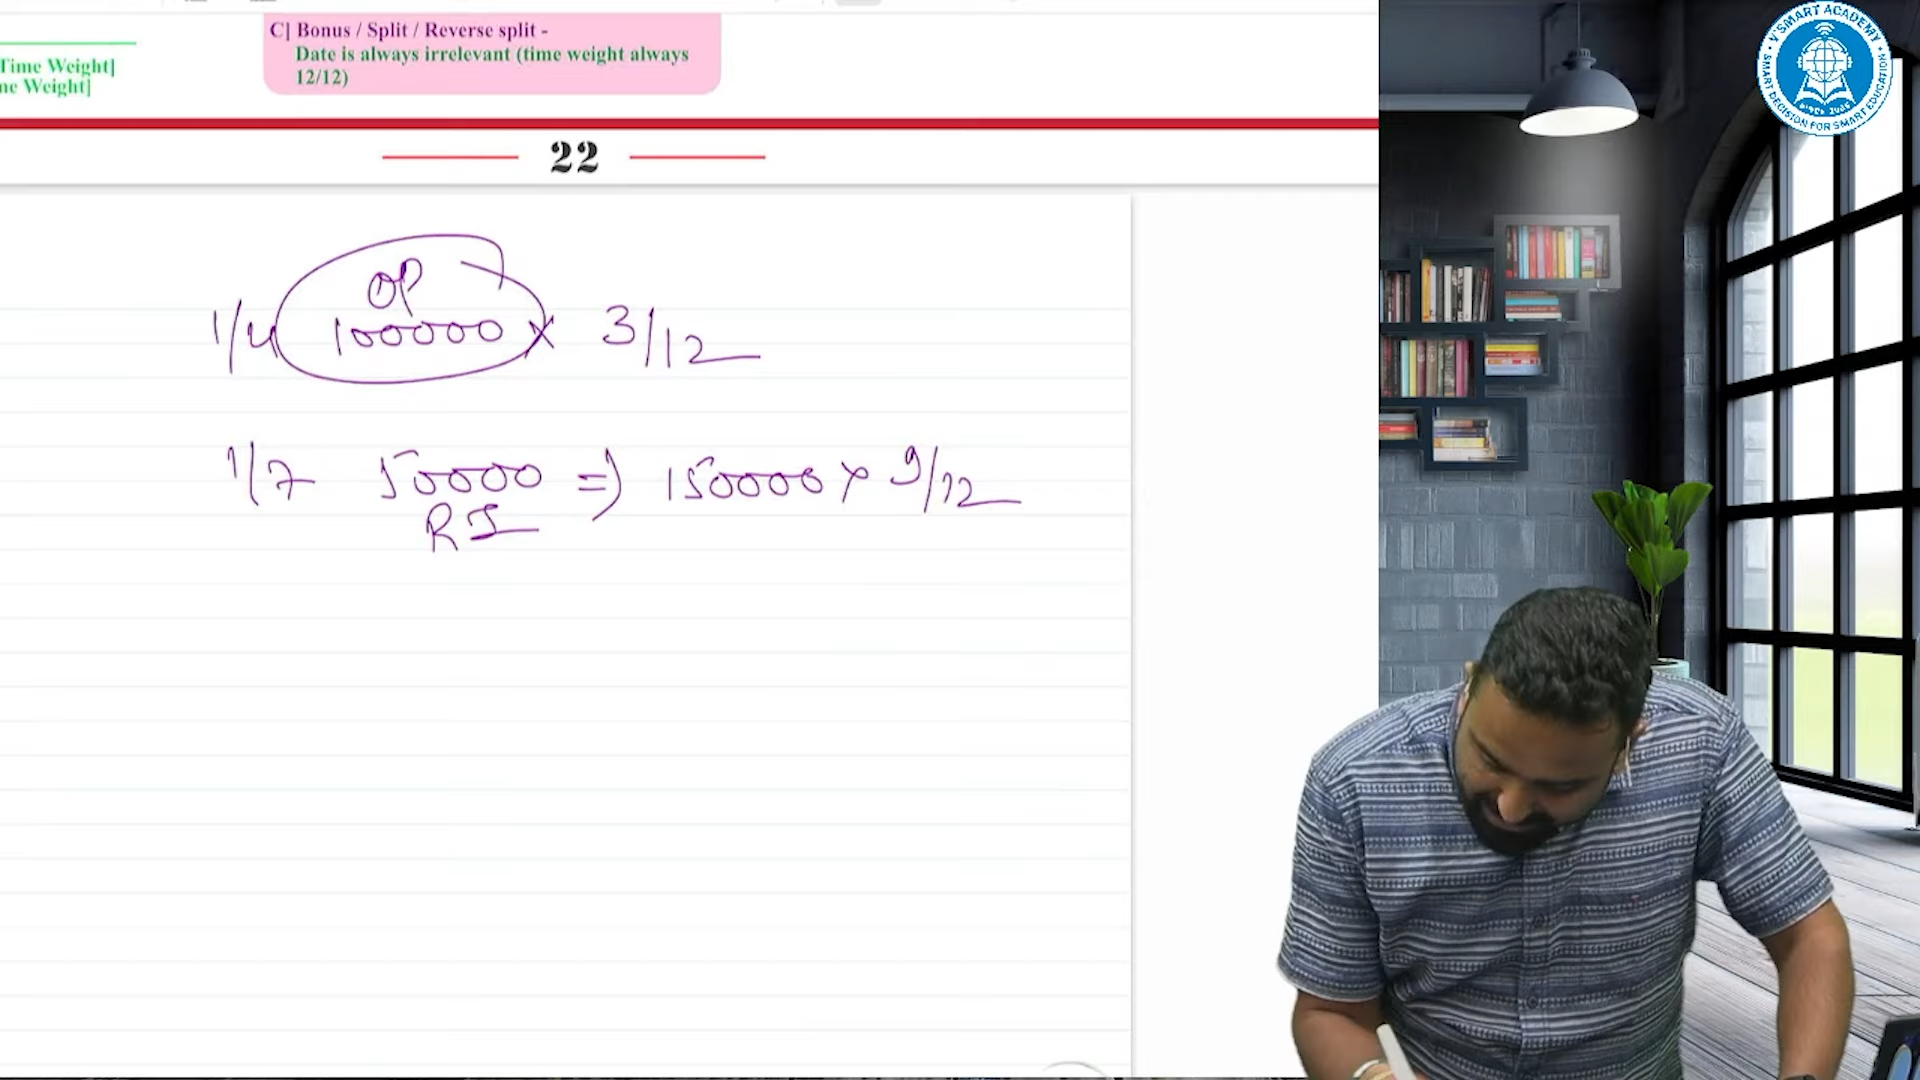 C] Bonus / Split / Reverse split -
Date is always irrelevant (time weight always
12/12)
Time Weight]
ne Weight]
22
OP
1/4 100000 × 3/12
1/7 50000 => 150000 × 9/12
RI
V'SMART ACADEMY
SMART DECISION FOR SMART EDUCATION